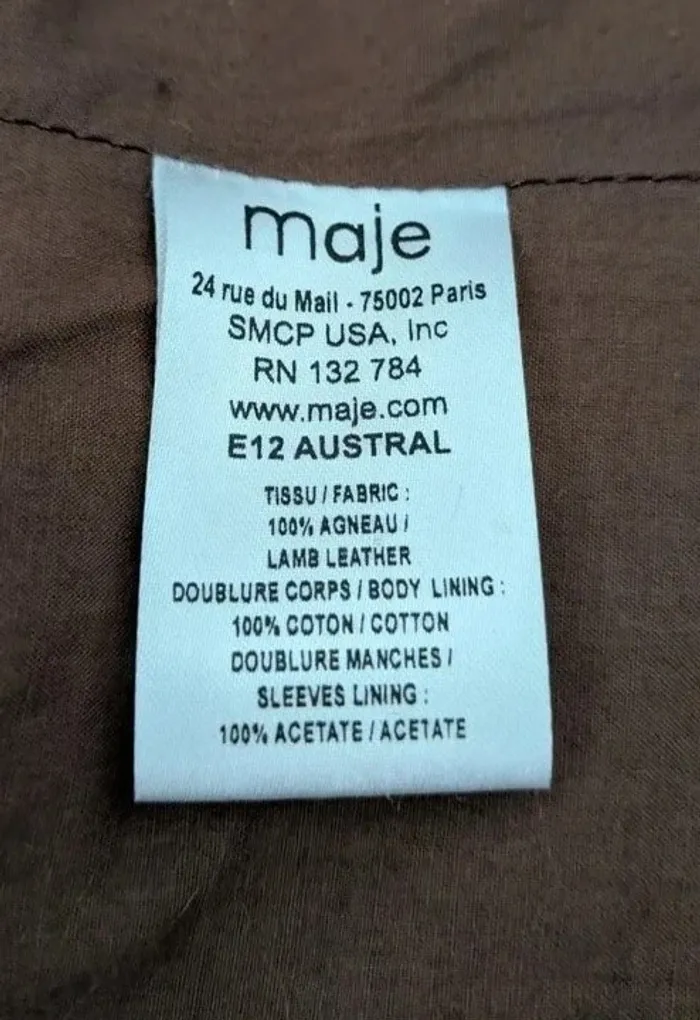 maje
24 rue du Mail - 75002 Paris
SMCP USA, Inc
RN 132 784
www.maje.com
E12 AUSTRAL
TISSU / FABRIC :
100% AGNEAU /
LAMB LEATHER
DOUBLURE CORPS / BODY LINING :
100% COTON / COTTON
DOUBLURE MANCHES /
SLEEVES LINING :
100% ACETATE / ACETATE